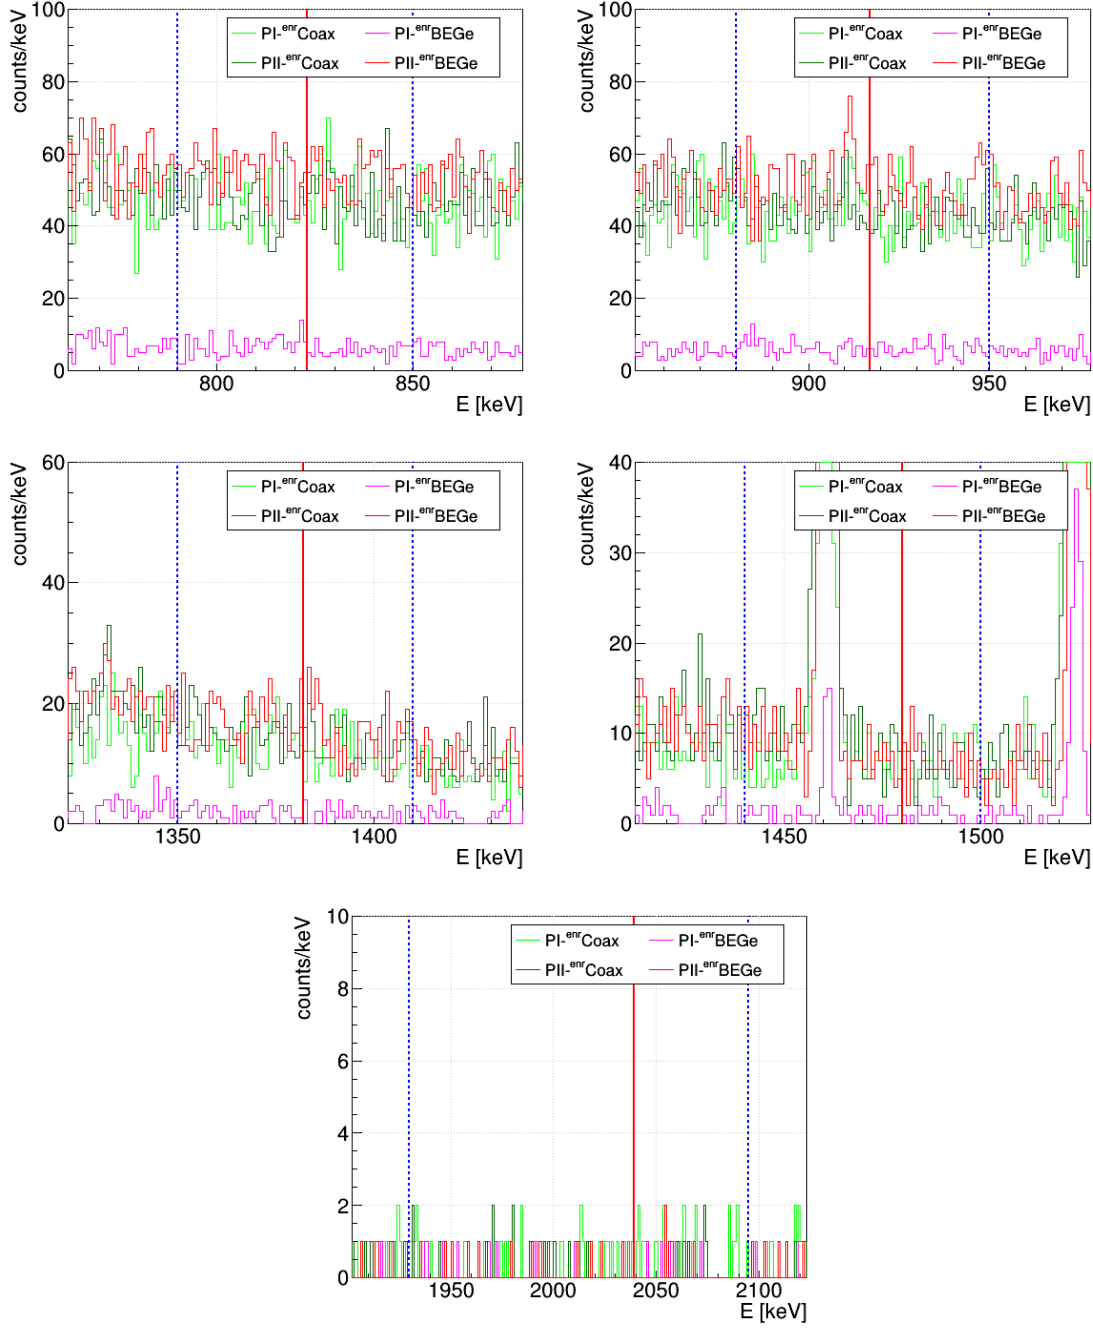 counts/keV
100
80
60
40
20
0
PI-enrCoax PI-enrBEGe
PII-enrCoax PII-enrBEGe
800 850
E [keV]
counts/keV
100
80
60
40
20
0
PI-enrCoax PI-enrBEGe
PII-enrCoax PII-enrBEGe
900 950
E [keV]
counts/keV
60
40
20
0
PI-enrCoax PI-enrBEGe
PII-enrCoax PII-enrBEGe
1350 1400
E [keV]
counts/keV
40
30
20
10
0
PI-enrCoax PI-enrBEGe
PII-enrCoax PII-enrBEGe
1450 1500
E [keV]
counts/keV
10
8
6
4
2
0
PI-enrCoax PI-enrBEGe
PII-enrCoax PII-enrBEGe
1950 2000 2050 2100
E [keV]